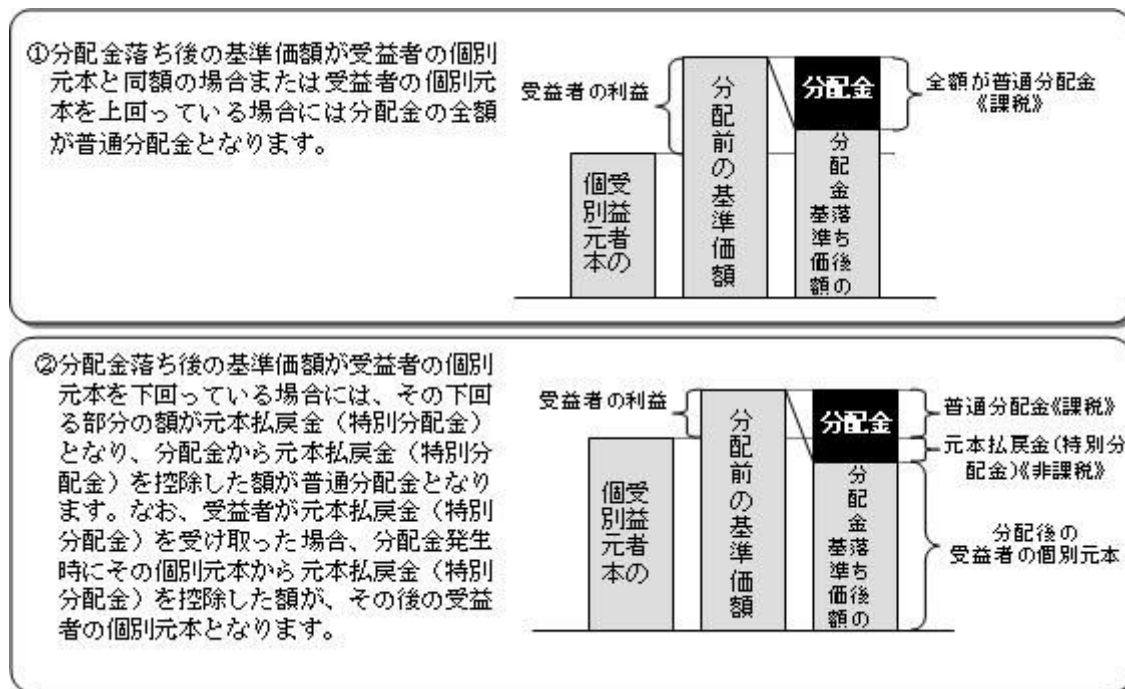 ①分配金落ち後の基準価額が受益者の個別
元本と同額の場合または受益者の個別元
本を上回っている場合には分配金の全額
が普通分配金となります。
受益者の利益
受益者の
個別元本
分配前の基準価額
分配金
分配金落ち後の
基準価額
全額が普通分配金
《課税》
②分配金落ち後の基準価額が受益者の個別
元本を下回っている場合には、その下回
る部分の額が元本払戻金（特別分配金）
となり、分配金から元本払戻金（特別分
配金）を控除した額が普通分配金となり
ます。なお、受益者が元本払戻金（特別
分配金）を受け取った場合、分配金発生
時にその個別元本から元本払戻金（特別
分配金）を控除した額が、その後の受益
者の個別元本となります。
受益者の利益
受益者の
個別元本
分配前の基準価額
分配金
分配金落ち後の
基準価額
普通分配金《課税》
元本払戻金（特別分
配金）《非課税》
分配後の
受益者の個別元本